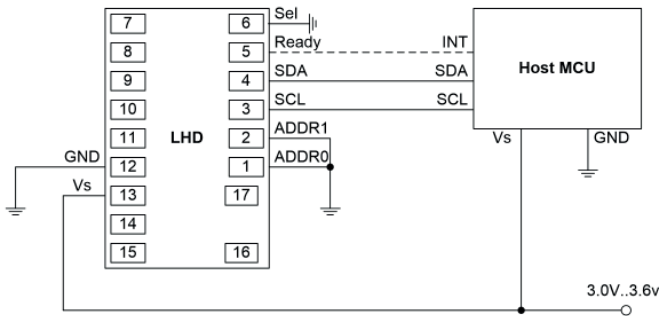 7 6 Sel
8 5 Ready INT
9 4 SDA SDA Host MCU
10 3 SCL SCL
11 LHD 2 ADDR1 Vs GND
GND 12 1 ADDR0
Vs 13 17
14
15 16
3.0V..3.6v